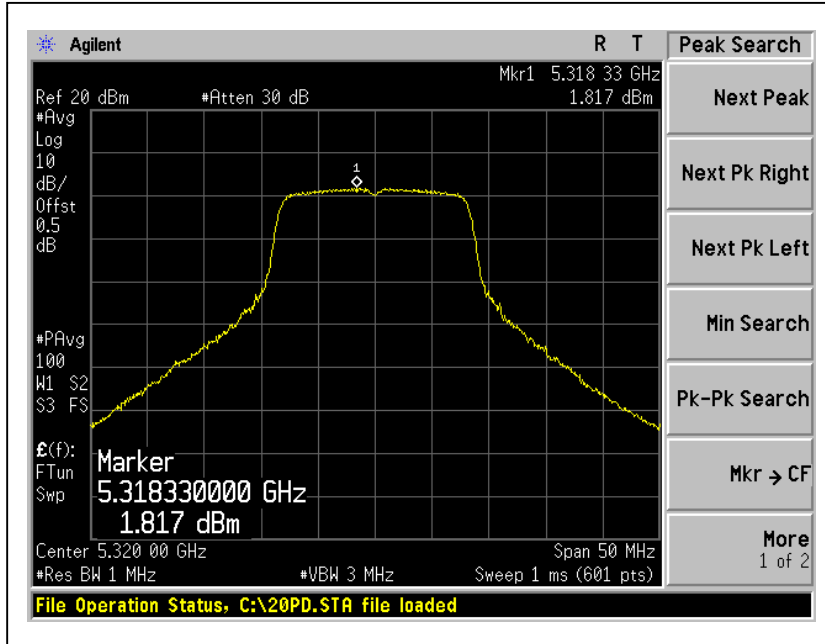 Agilent R T Peak Search
Mkr1 5.318 33 GHz
Ref 20 dBm #Atten 30 dB 1.817 dBm
#Avg
Log
10
dB/
Offst
0.5
dB
1
#PAvg
100
W1 S2
S3 FS
£(f):
FTun
Swp
Marker
5.318330000 GHz
1.817 dBm
Center 5.320 00 GHz Span 50 MHz
#Res BW 1 MHz #VBW 3 MHz Sweep 1 ms (601 pts)
File Operation Status, C:\20PD.STA file loaded
Next Peak
Next Pk Right
Next Pk Left
Min Search
Pk-Pk Search
Mkr → CF
More
1 of 2